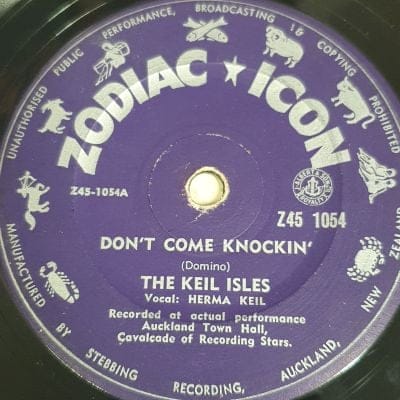 UNAUTHORISED PUBLIC PERFORMANCE, BROADCASTING & COPYING PROHIBITED
ZODIAC ★ ICON
Z45-1054A
Z45 1054
DON'T COME KNOCKIN'
(Domino)
THE KEIL ISLES
Vocal: HERMA KEIL
Recorded at actual performance
Auckland Town Hall,
Cavalcade of Recording Stars.
MANUFACTURED BY STEBBING RECORDING, AUCKLAND, NEW ZEALAND